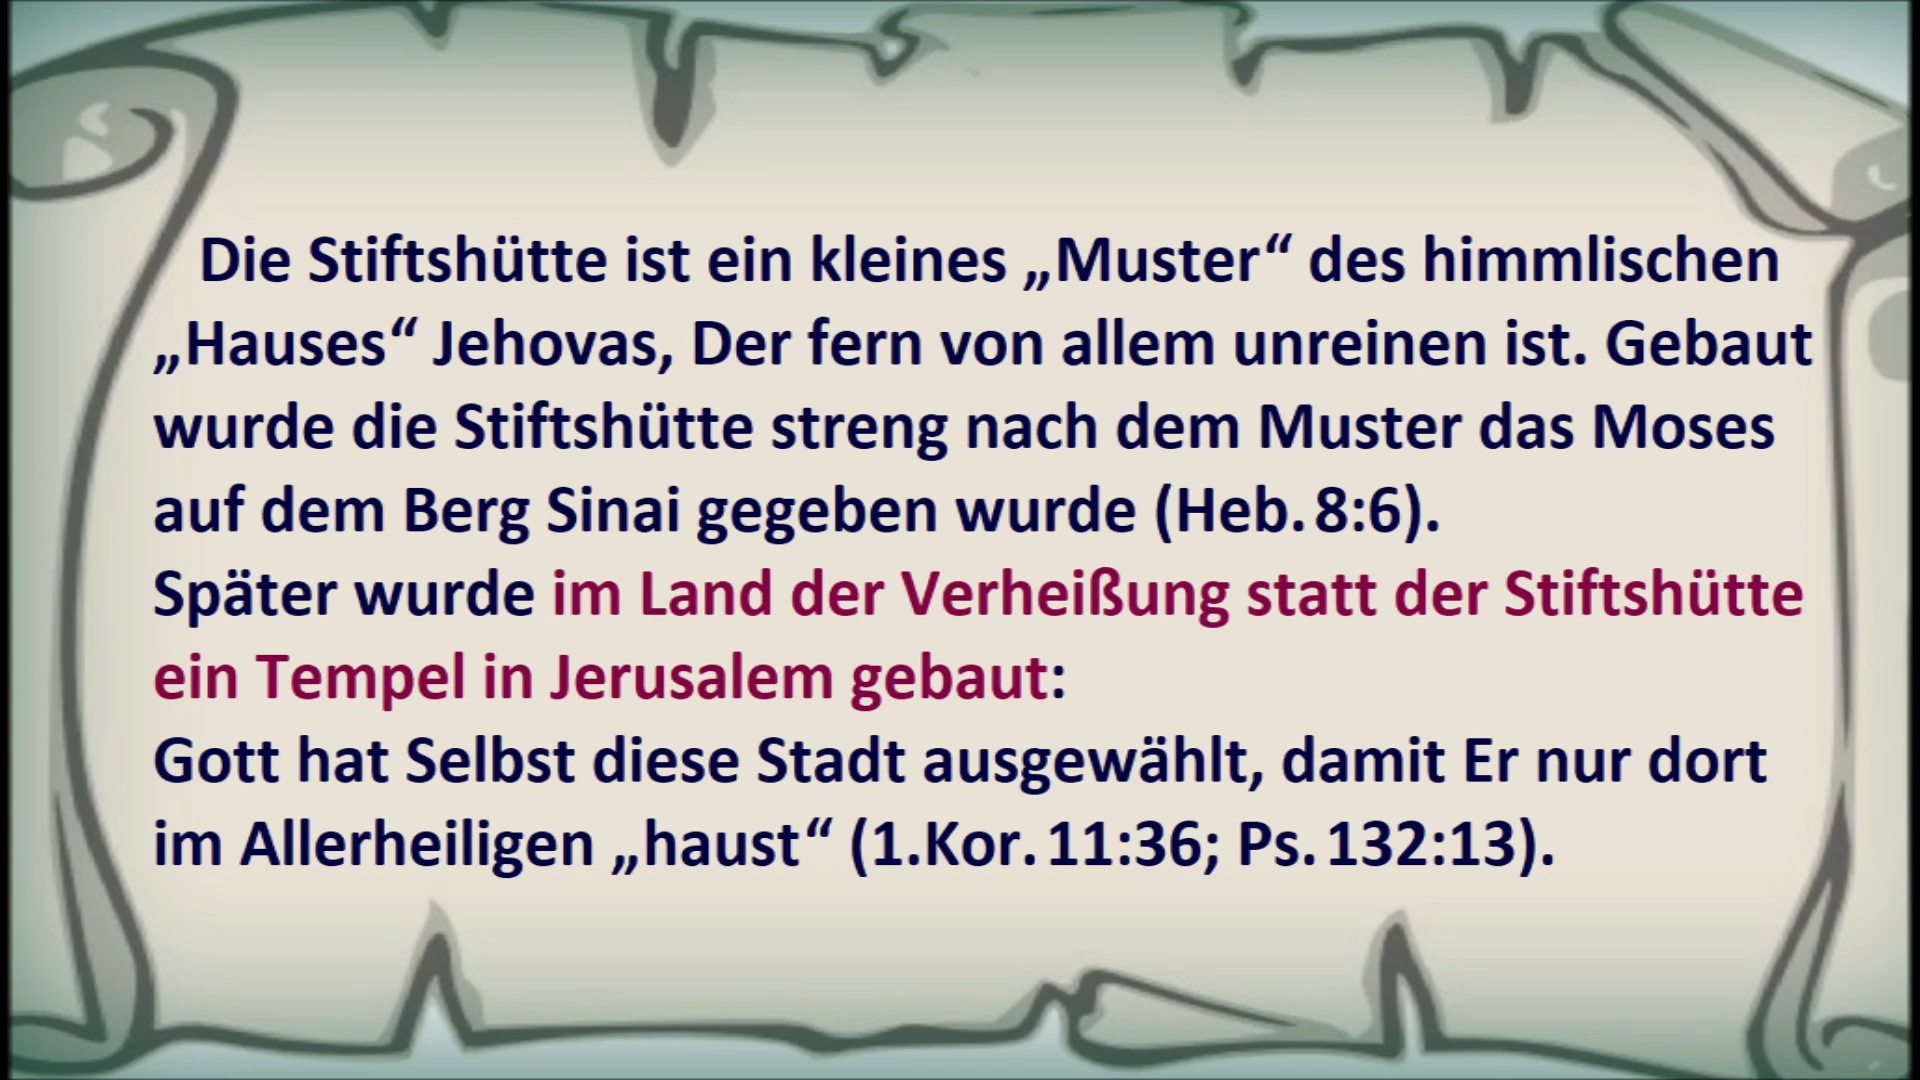 Die Stiftshütte ist ein kleines „Muster“ des himmlischen
„Hauses“ Jehovas, Der fern von allem unreinen ist. Gebaut
wurde die Stiftshütte streng nach dem Muster das Moses
auf dem Berg Sinai gegeben wurde (Heb. 8:6).
Später wurde im Land der Verheißung statt der Stiftshütte
ein Tempel in Jerusalem gebaut:
Gott hat Selbst diese Stadt ausgewählt, damit Er nur dort
im Allerheiligen „haust“ (1.Kor. 11:36; Ps. 132:13).